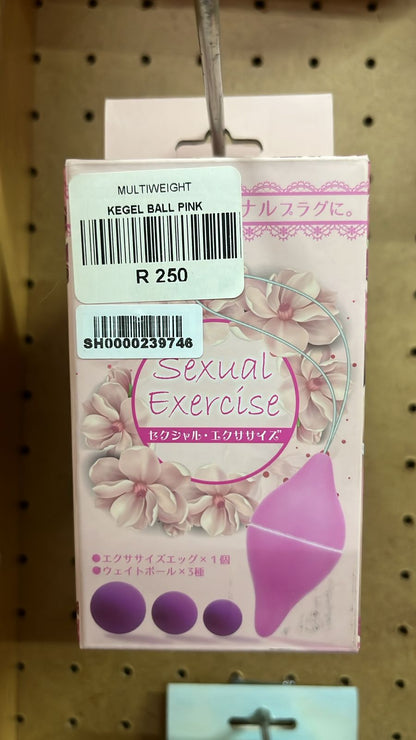 MULTIWEIGHT
KEGEL BALL PINK
R 250
ナルプラグに。
SH0000239746
Sexual
Exercise
セクシャル・エクササイズ
●エクササイズエッグ×1個
●ウェイトボール×3種